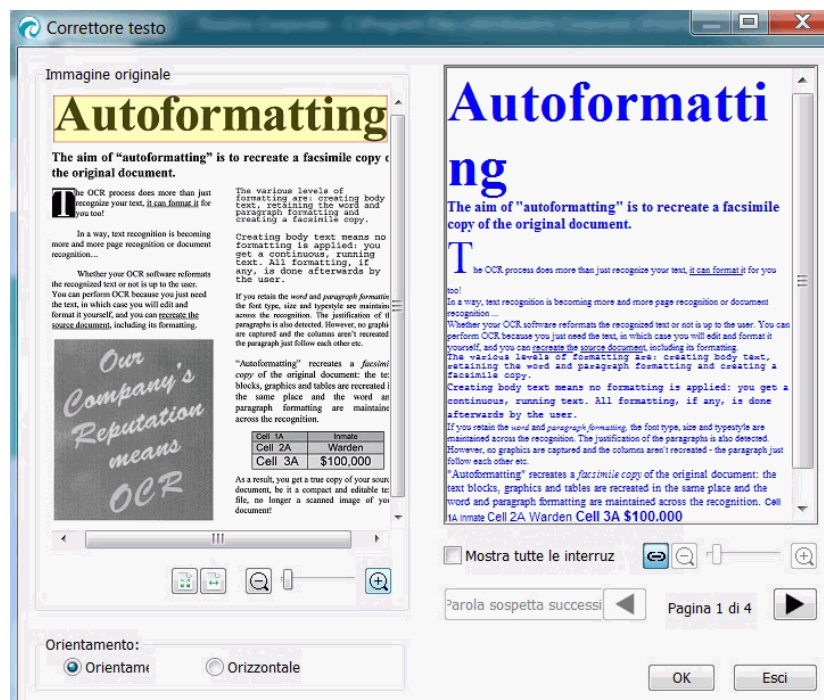 Correttore testo
Immagine originale
Autoformatting
The aim of “autoformatting” is to recreate a facsimile copy
the original document.
The OCR process does more than just
recognize your text, it can format it for
you too!
In a way, text recognition is becoming
more and more page recognition or document
recognition...
Whether your OCR software reformats
the recognized text or not is up to the user.
You can perform OCR because you just need
the text, in which case you will edit and
format it yourself, and you can recreate the
source document, including its formatting.
Our
Company's
Reputation
means
OCR
The various levels of
formatting are: creating body
text, retaining the word and
paragraph formatting and
creating a facsimile copy.
Creating body text means no
formatting is applied: you
get a continuous, running
text. All formatting, if
any, is done afterwards by
the user.
If you retain the word and paragraph formattin
the font type, size and typestyle are maintaine
across the recognition. The justification of t
paragraphs is also detected. However, no graphi
are captured and the columns aren't recreated
the paragraph just follow each other etc.
“Autoformatting” recreates a facsimi
copy of the original document: the te
blocks, graphics and tables are recreated i
the same place and the word an
paragraph formatting are maintaine
across the recognition.
Cell 1A Inmate
Cell 2A Warden
Cell 3A $100,000
As a result, you get a true copy of your sourc
document, be it a compact and editable te
file, no longer a scanned image of you
document!
Autoformatti
ng
The aim of "autoformatting" is to recreate a facsimile
copy of the original document.
The OCR process does more than just recognize your text, it can format it for you
too!
In a way, text recognition is becoming more and more page recognition or document
recognition ...
Whether your OCR software reformats the recognized text or not is up to the user. You can
perform OCR because you just need the text, in which case you will edit and format it
yourself, and you can recreate the source document, including its formatting.
The various levels of formatting are: creating body text,
retaining the word and paragraph formatting and creating a
facsimile copy.
Creating body text means no formatting is applied: you get a
continuous, running text. All formatting, if any, is done
afterwards by the user.
If you retain the word and paragraph formatting, the font type, size and typestyle are
maintained across the recognition. The justification of the paragraphs is also detected.
However, no graphics are captured and the columns aren't recreated - the paragraph just
follow each other etc.
"Autoformatting" recreates a facsimile copy of the original document: the
text blocks, graphics and tables are recreated in the same place and the
word and paragraph formatting are maintained across the recognition. Cell
1A Inmate Cell 2A Warden Cell 3A $100.000
Mostra tutte le interruz
Parola sospetta successi
Pagina 1 di 4
Orientamento:
Orientame
Orizzontale
OK
Esci